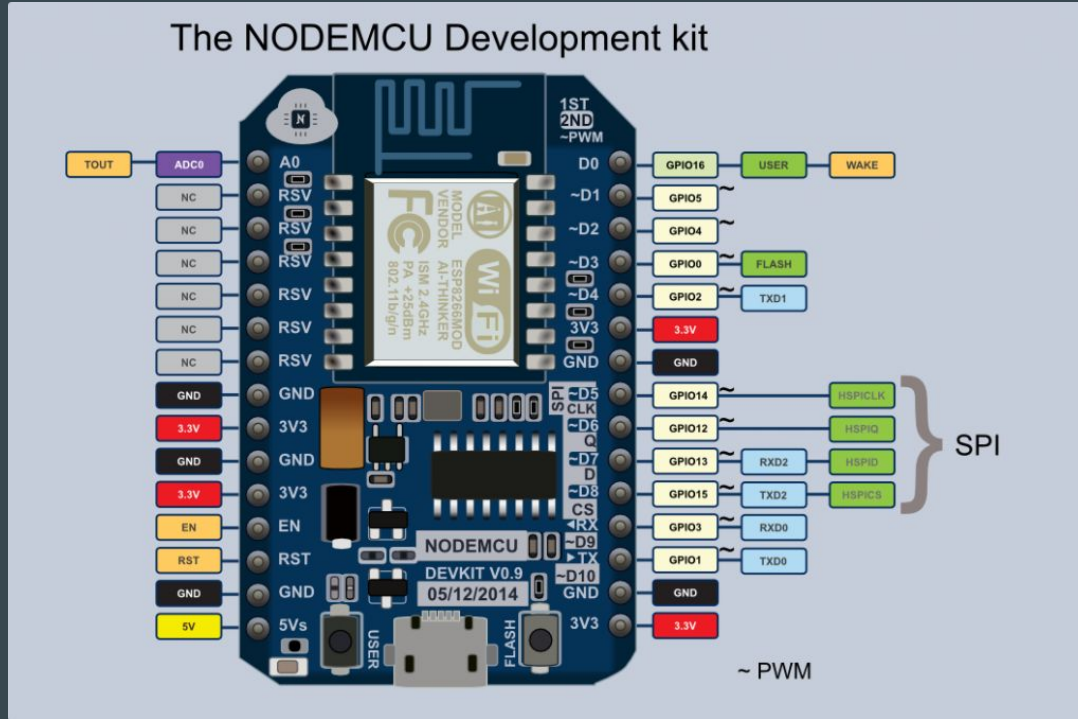 The NODEMCU Development kit
1ST
2ND
~PWM
TOUT ADC0 A0
NC RSV
NC RSV
NC RSV
NC RSV
NC RSV
NC RSV
GND GND
3.3V 3V3
GND GND
3.3V 3V3
EN EN
RST RST
GND GND
5V 5Vs
N
FC
MODEL
VENDOR
ESP8266MOD
AI-THINKER
ISM 2.4GHz
PA +25dBm
802.11b/g/n
Ai
Wi Fi
D0 GPIO16 USER WAKE
~D1 GPIO5 ~
~D2 GPIO4 ~
~D3 GPIO0 ~ FLASH
~D4 GPIO2 ~ TXD1
3V3 3.3V
GND GND
SPI
~D5 GPIO14 ~ HSPICLK
CLK
~D6 GPIO12 ~ HSPIQ
Q
~D7 GPIO13 ~ RXD2 HSPID
D
~D8 GPIO15 ~ TXD2 HSPICS
CS
◄RX GPIO3 ~ RXD0
~D9
►TX GPIO1 ~ TXD0
~D10
GND GND
3V3 3.3V
SPI
NODEMCU
DEVKIT V0.9
05/12/2014
USER
FLASH
~ PWM